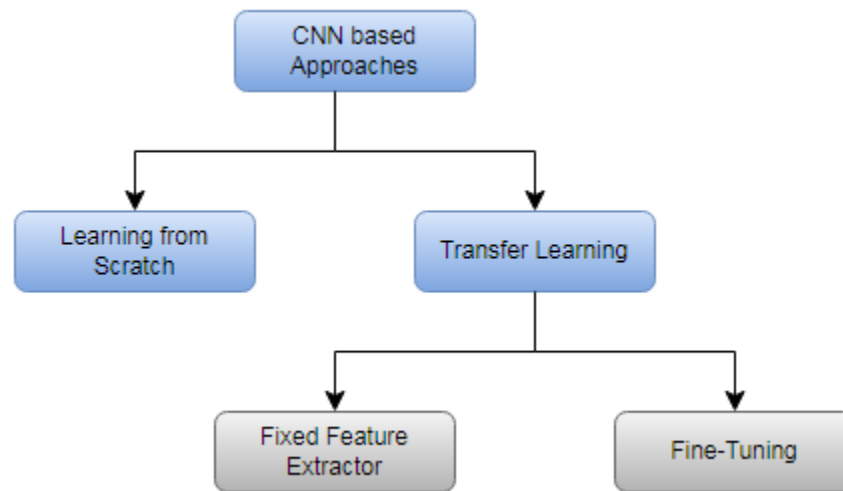 CNN based
Approaches
Learning from
Scratch
Transfer Learning
Fixed Feature
Extractor
Fine-Tuning